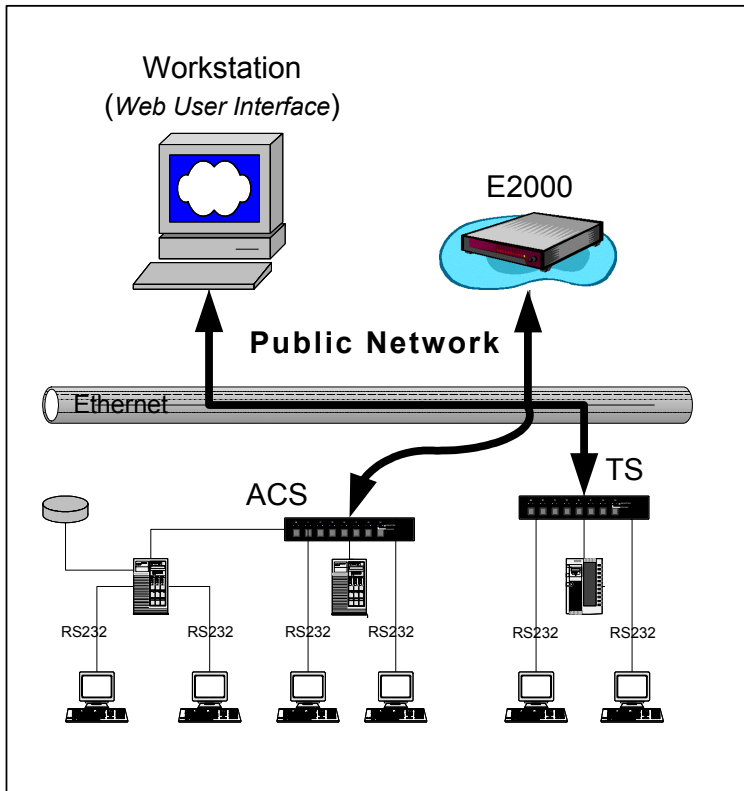 Workstation
(Web User Interface)
E2000
Public Network
Ethernet
ACS
TS
RS232
RS232
RS232
RS232
RS232
RS232